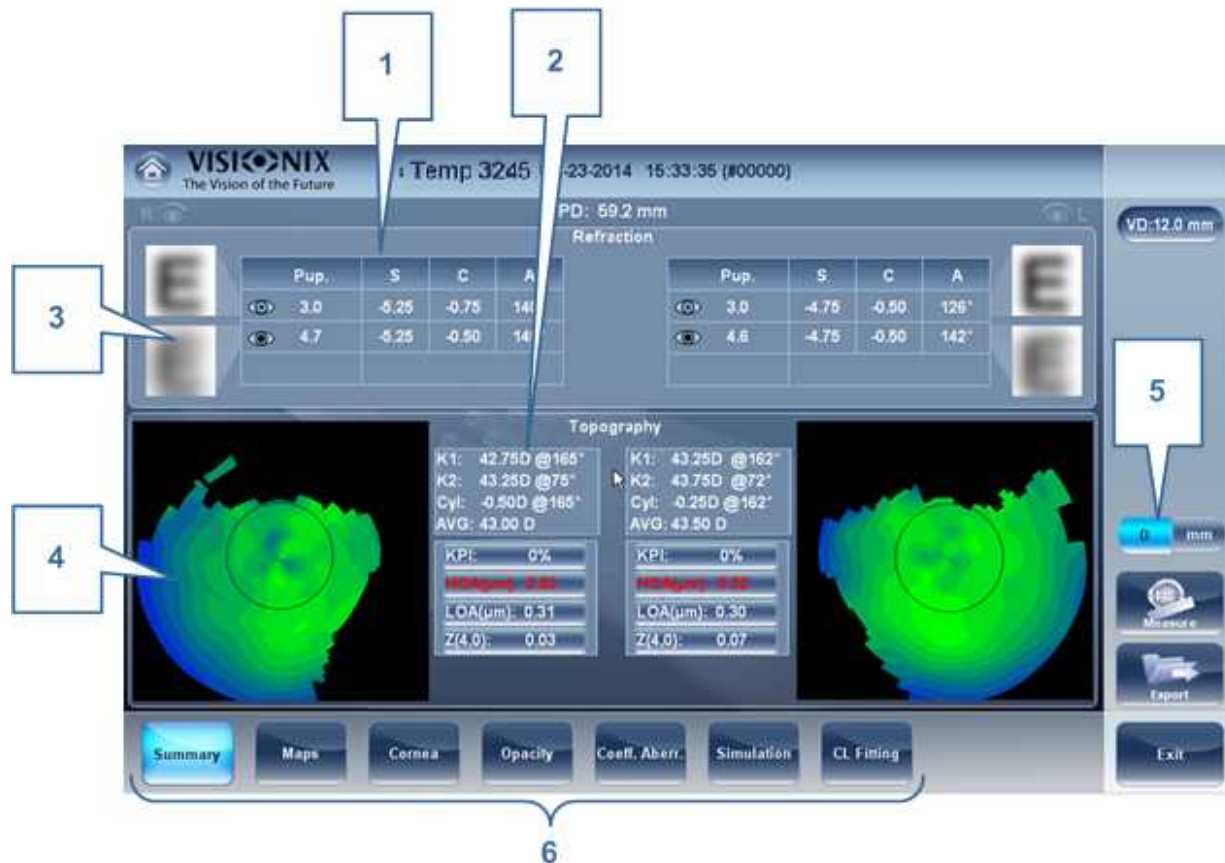 1
2
VISIONIX
The Vision of the Future
: Temp 3245 -23-2014 15:33:35 (#00000)
R PD: 59.2 mm L
VD:12.0 mm
Refraction
Pup. S C A
3.0 -5.25 -0.75
4.7 -5.25 -0.50
Pup. S C A
3.0 -4.75 -0.50 126°
4.6 -4.75 -0.50 142°
E
E
E
E
3
5
Topography
K1: 42.75D @165°
K2: 43.25D @75°
Cyl: -0.50D @165°
AVG: 43.00 D
KPI: 0%
HOA(µm):
LOA(µm): 0.31
Z(4,0): 0.03
K1: 43.25D @162°
K2: 43.75D @72°
Cyl: -0.25D @162°
AVG: 43.50 D
KPI: 0%
HOA(µm):
LOA(µm): 0.30
Z(4,0): 0.07
4
D mm
Measure
Export
Summary Maps Cornea Opacity Coeff. Aberr. Simulation CL Fitting Exit
6